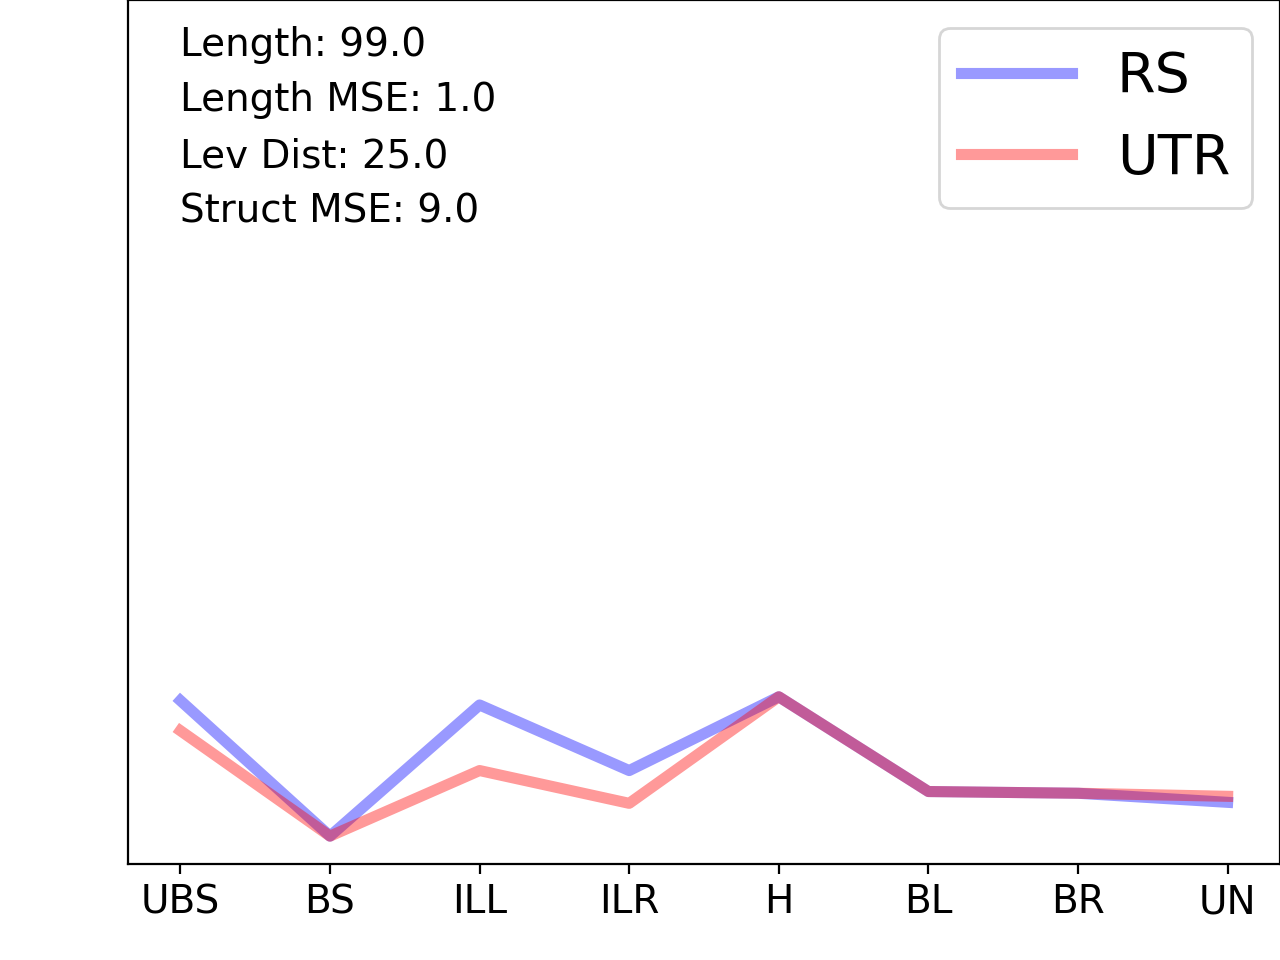 Length: 99.0
Length MSE: 1.0
Lev Dist: 25.0
Struct MSE: 9.0
RS
UTR
UBS BS ILL ILR H BL BR UN